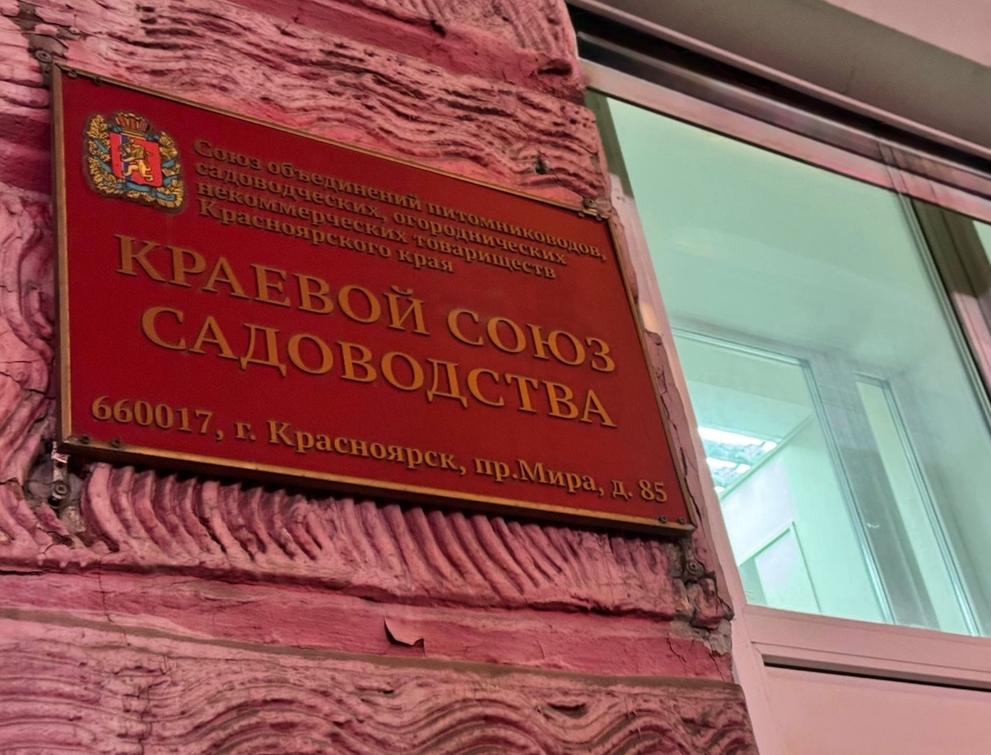 Союз объединений питомниководов,
садоводческих, огороднических
некоммерческих товариществ
Красноярского края
КРАЕВОЙ СОЮЗ
САДОВОДСТВА
660017, г. Красноярск, пр.Мира, д. 85